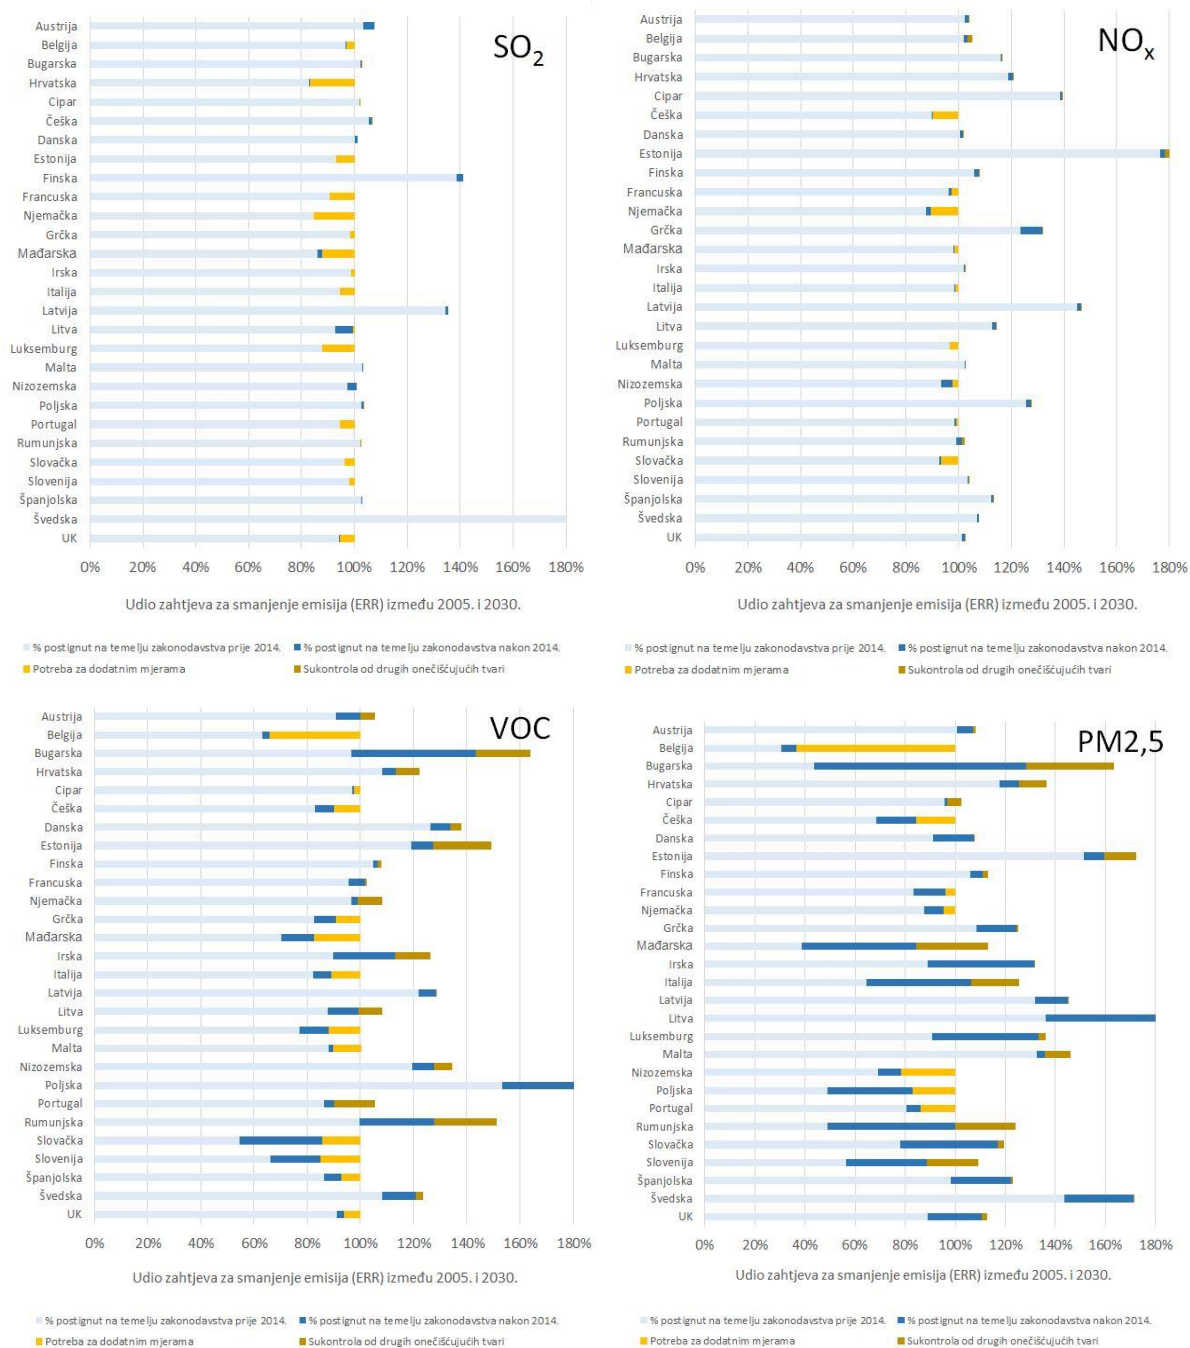 SO2
Austrija
Belgija
Bugarska
Hrvatska
Cipar
Češka
Danska
Estonija
Finska
Francuska
Njemačka
Grčka
Mađarska
Irska
Italija
Latvija
Litva
Luksemburg
Malta
Nizozemska
Poljska
Portugal
Rumunjska
Slovačka
Slovenija
Španjolska
Švedska
UK
0% 20% 40% 60% 80% 100% 120% 140% 160% 180%
Udio zahtjeva za smanjenje emisija (ERR) između 2005. i 2030.
% postignut na temelju zakonodavstva prije 2014. % postignut na temelju zakonodavstva nakon 2014.
Potreba za dodatnim mjerama Sukontrola od drugih onečišćujućih tvari
NOx
Austrija
Belgija
Bugarska
Hrvatska
Cipar
Češka
Danska
Estonija
Finska
Francuska
Njemačka
Grčka
Mađarska
Irska
Italija
Latvija
Litva
Luksemburg
Malta
Nizozemska
Poljska
Portugal
Rumunjska
Slovačka
Slovenija
Španjolska
Švedska
UK
0% 20% 40% 60% 80% 100% 120% 140% 160% 180%
Udio zahtjeva za smanjenje emisija (ERR) između 2005. i 2030.
% postignut na temelju zakonodavstva prije 2014. % postignut na temelju zakonodavstva nakon 2014.
Potreba za dodatnim mjerama Sukontrola od drugih onečišćujućih tvari
VOC
Austrija
Belgija
Bugarska
Hrvatska
Cipar
Češka
Danska
Estonija
Finska
Francuska
Njemačka
Grčka
Mađarska
Irska
Italija
Latvija
Litva
Luksemburg
Malta
Nizozemska
Poljska
Portugal
Rumunjska
Slovačka
Slovenija
Španjolska
Švedska
UK
0% 20% 40% 60% 80% 100% 120% 140% 160% 180%
Udio zahtjeva za smanjenje emisija (ERR) između 2005. i 2030.
% postignut na temelju zakonodavstva prije 2014. % postignut na temelju zakonodavstva nakon 2014.
Potreba za dodatnim mjerama Sukontrola od drugih onečišćujućih tvari
PM2,5
Austrija
Belgija
Bugarska
Hrvatska
Cipar
Češka
Danska
Estonija
Finska
Francuska
Njemačka
Grčka
Mađarska
Irska
Italija
Latvija
Litva
Luksemburg
Malta
Nizozemska
Poljska
Portugal
Rumunjska
Slovačka
Slovenija
Španjolska
Švedska
UK
0% 20% 40% 60% 80% 100% 120% 140% 160% 180%
Udio zahtjeva za smanjenje emisija (ERR) između 2005. i 2030.
% postignut na temelju zakonodavstva prije 2014. % postignut na temelju zakonodavstva nakon 2014.
Potreba za dodatnim mjerama Sukontrola od drugih onečišćujućih tvari